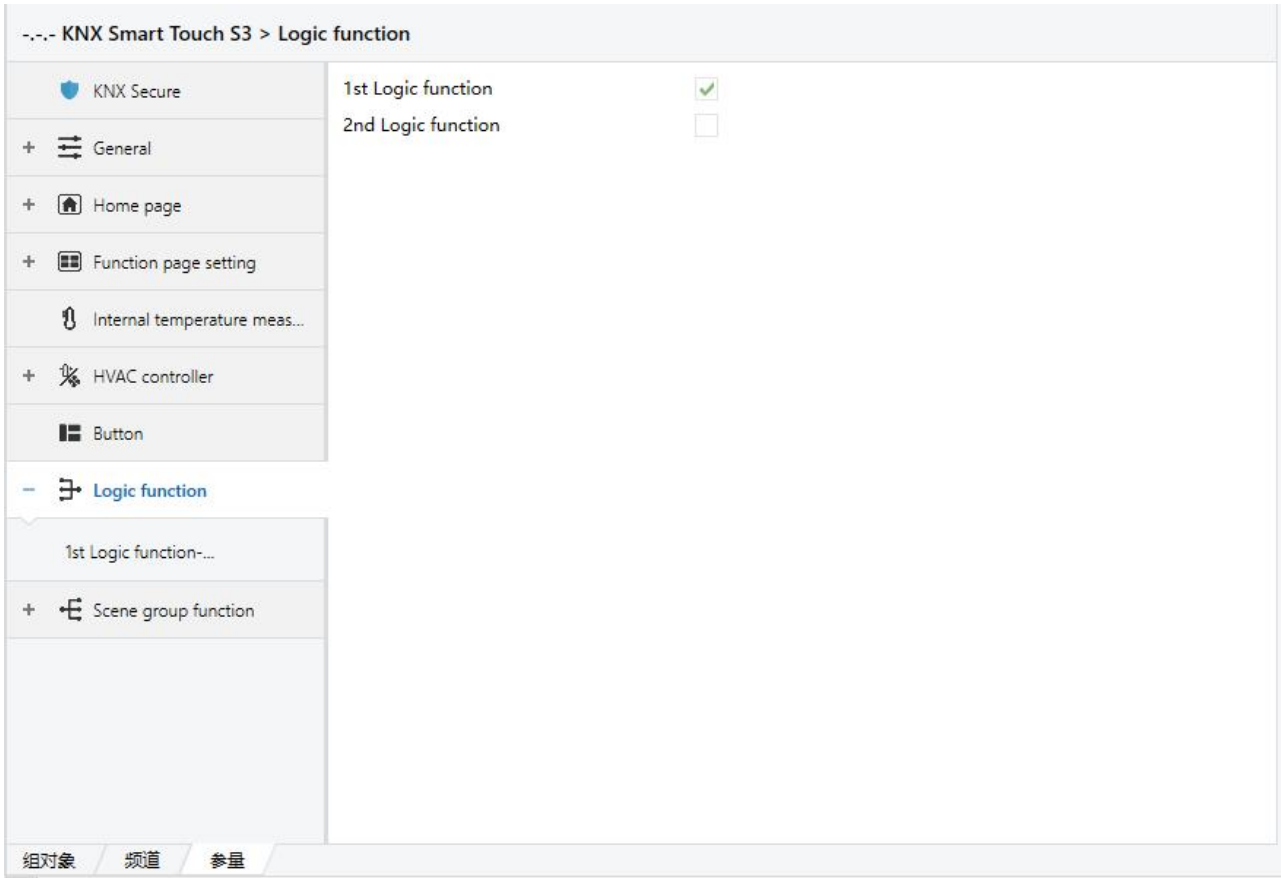 -.-.- KNX Smart Touch S3 > Logic function
KNX Secure
General
Home page
Function page setting
Internal temperature meas...
HVAC controller
Button
Logic function
1st Logic function-...
Scene group function
1st Logic function
2nd Logic function
组对象
频道
参量